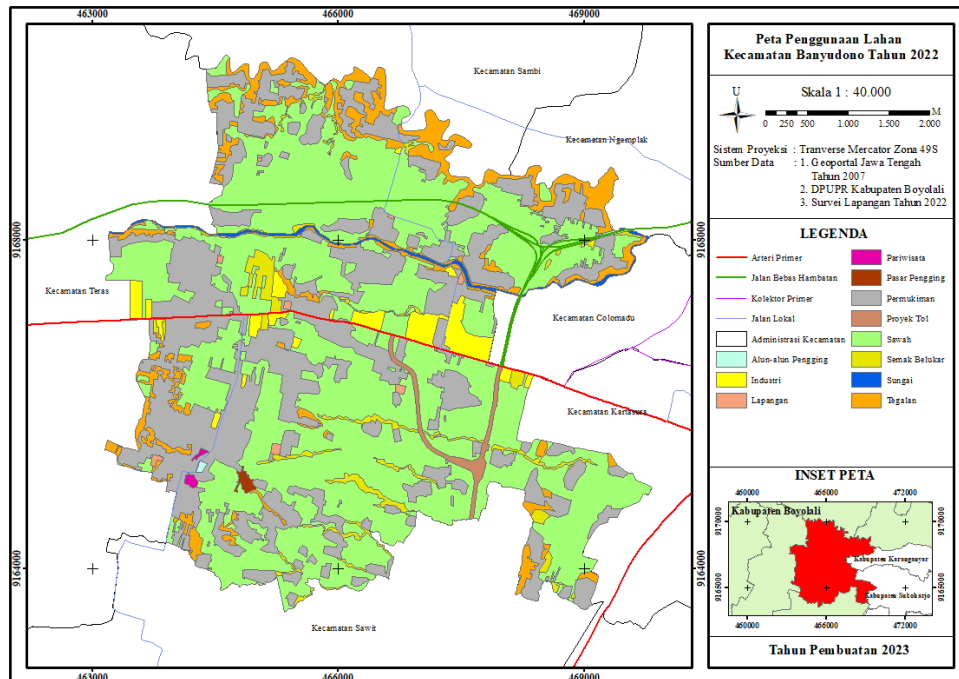 463000
466000
469000
9168000
9164000
Kecamatan Sambi
Kecamatan Ngemplak
Kecamatan Teras
Kecamatan Colomadu
Kecamatan Kartasura
Kecamatan Sawit
9168000
9164000
463000
466000
469000
Peta Penggunaan Lahan
Kecamatan Banyudono Tahun 2022
U
Skala 1 : 40.000
M
0 250 500 1.000 1.500 2.000
Sistem Proyeksi : Tranverse Mercator Zona 49S
Sumber Data : 1. Geoportal Jawa Tengah
Tahun 2007
2. DPUPR Kabupaten Boyolali
3. Survei Lapangan Tahun 2022
LEGENDA
Arteri Primer
Jalan Bebas Hambatan
Kolektor Primer
Jalan Lokal
Administrasi Kecamatan
Alun-alun Pengging
Industri
Lapangan
Pariwisata
Pasar Pengging
Permukiman
Proyek Tol
Sawah
Semak Belukar
Sungai
Tegalan
INSET PETA
460000
466000
472000
Kabupaten Boyolali
9170000
9170000
Kabupaten Karanganyar
9165000
9165000
Kabupaten Sukoharjo
460000
466000
472000
Tahun Pembuatan 2023